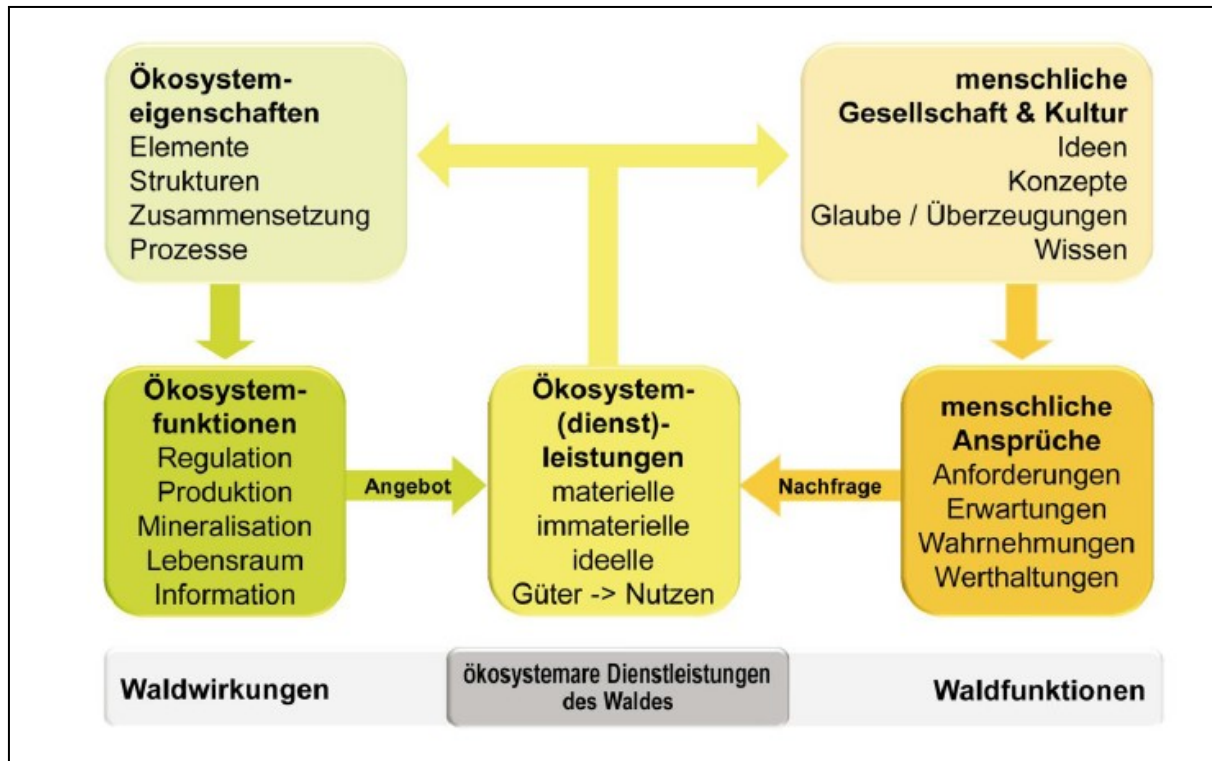 Ökosystem-
eigenschaften
Elemente
Strukturen
Zusammensetzung
Prozesse
menschliche
Gesellschaft & Kultur
Ideen
Konzepte
Glaube / Überzeugungen
Wissen
Ökosystem-
funktionen
Regulation
Produktion
Mineralisation
Lebensraum
Information
Angebot
Ökosystem-
(dienst)-
leistungen
materielle
immaterielle
ideelle
Güter -> Nutzen
Nachfrage
menschliche
Ansprüche
Anforderungen
Erwartungen
Wahrnehmungen
Werthaltungen
Waldwirkungen
ökosystemare Dienstleistungen
des Waldes
Waldfunktionen